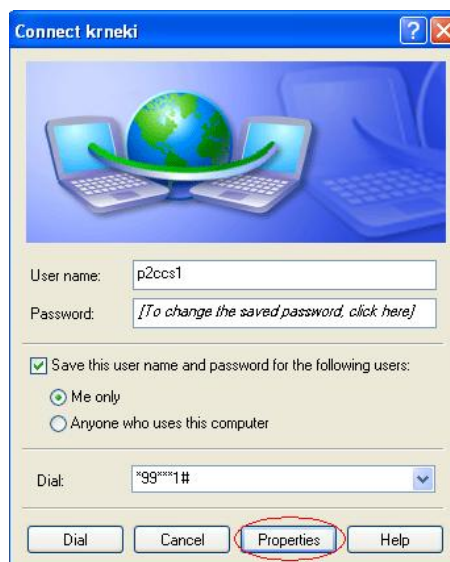 Connect krneki
User name: p2ccs1
Password: [To change the saved password, click here]
Save this user name and password for the following users:
Me only
Anyone who uses this computer
Dial: *99***1#
Dial Cancel Properties Help